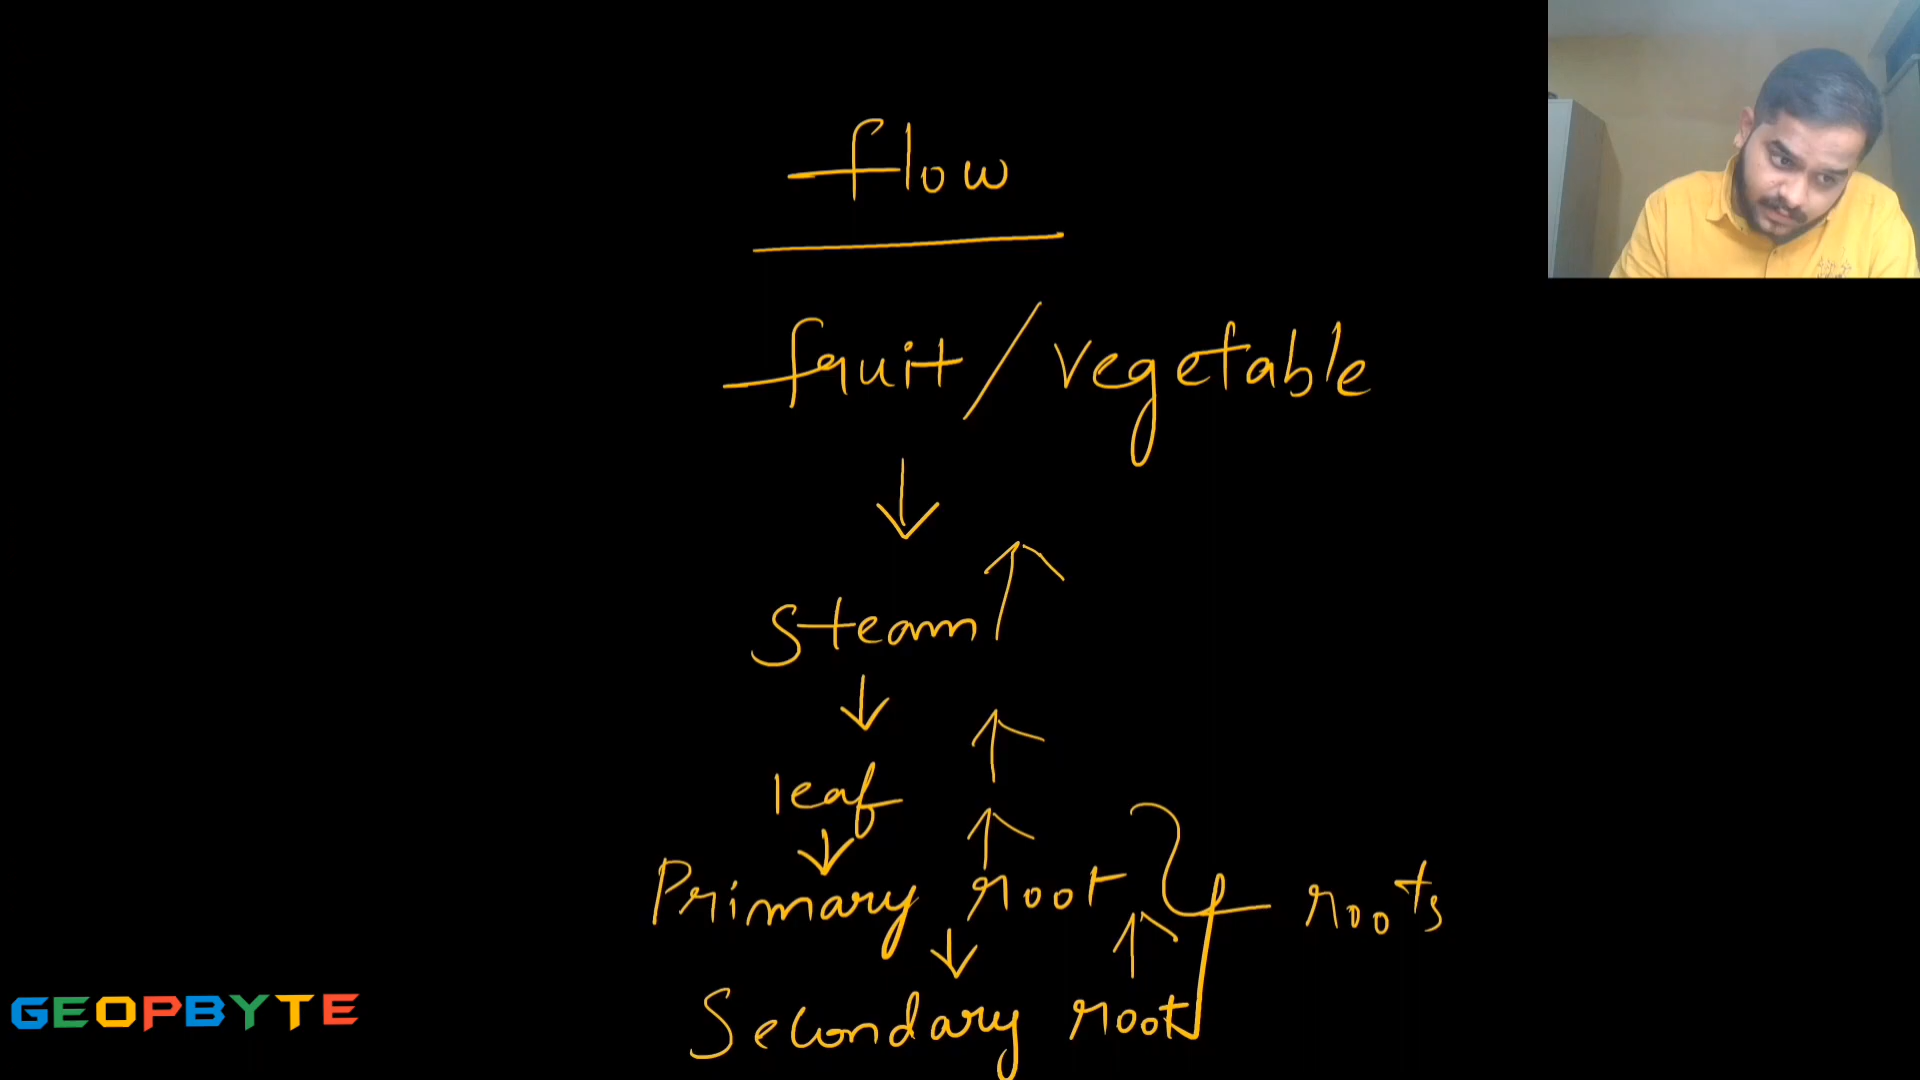 flow
fruit/vegetable
↓
steam ↑
↓ ↑
leaf
↓ ↑
Primary root
roots
↓ ↑
Secondary root
GEOPBYTE